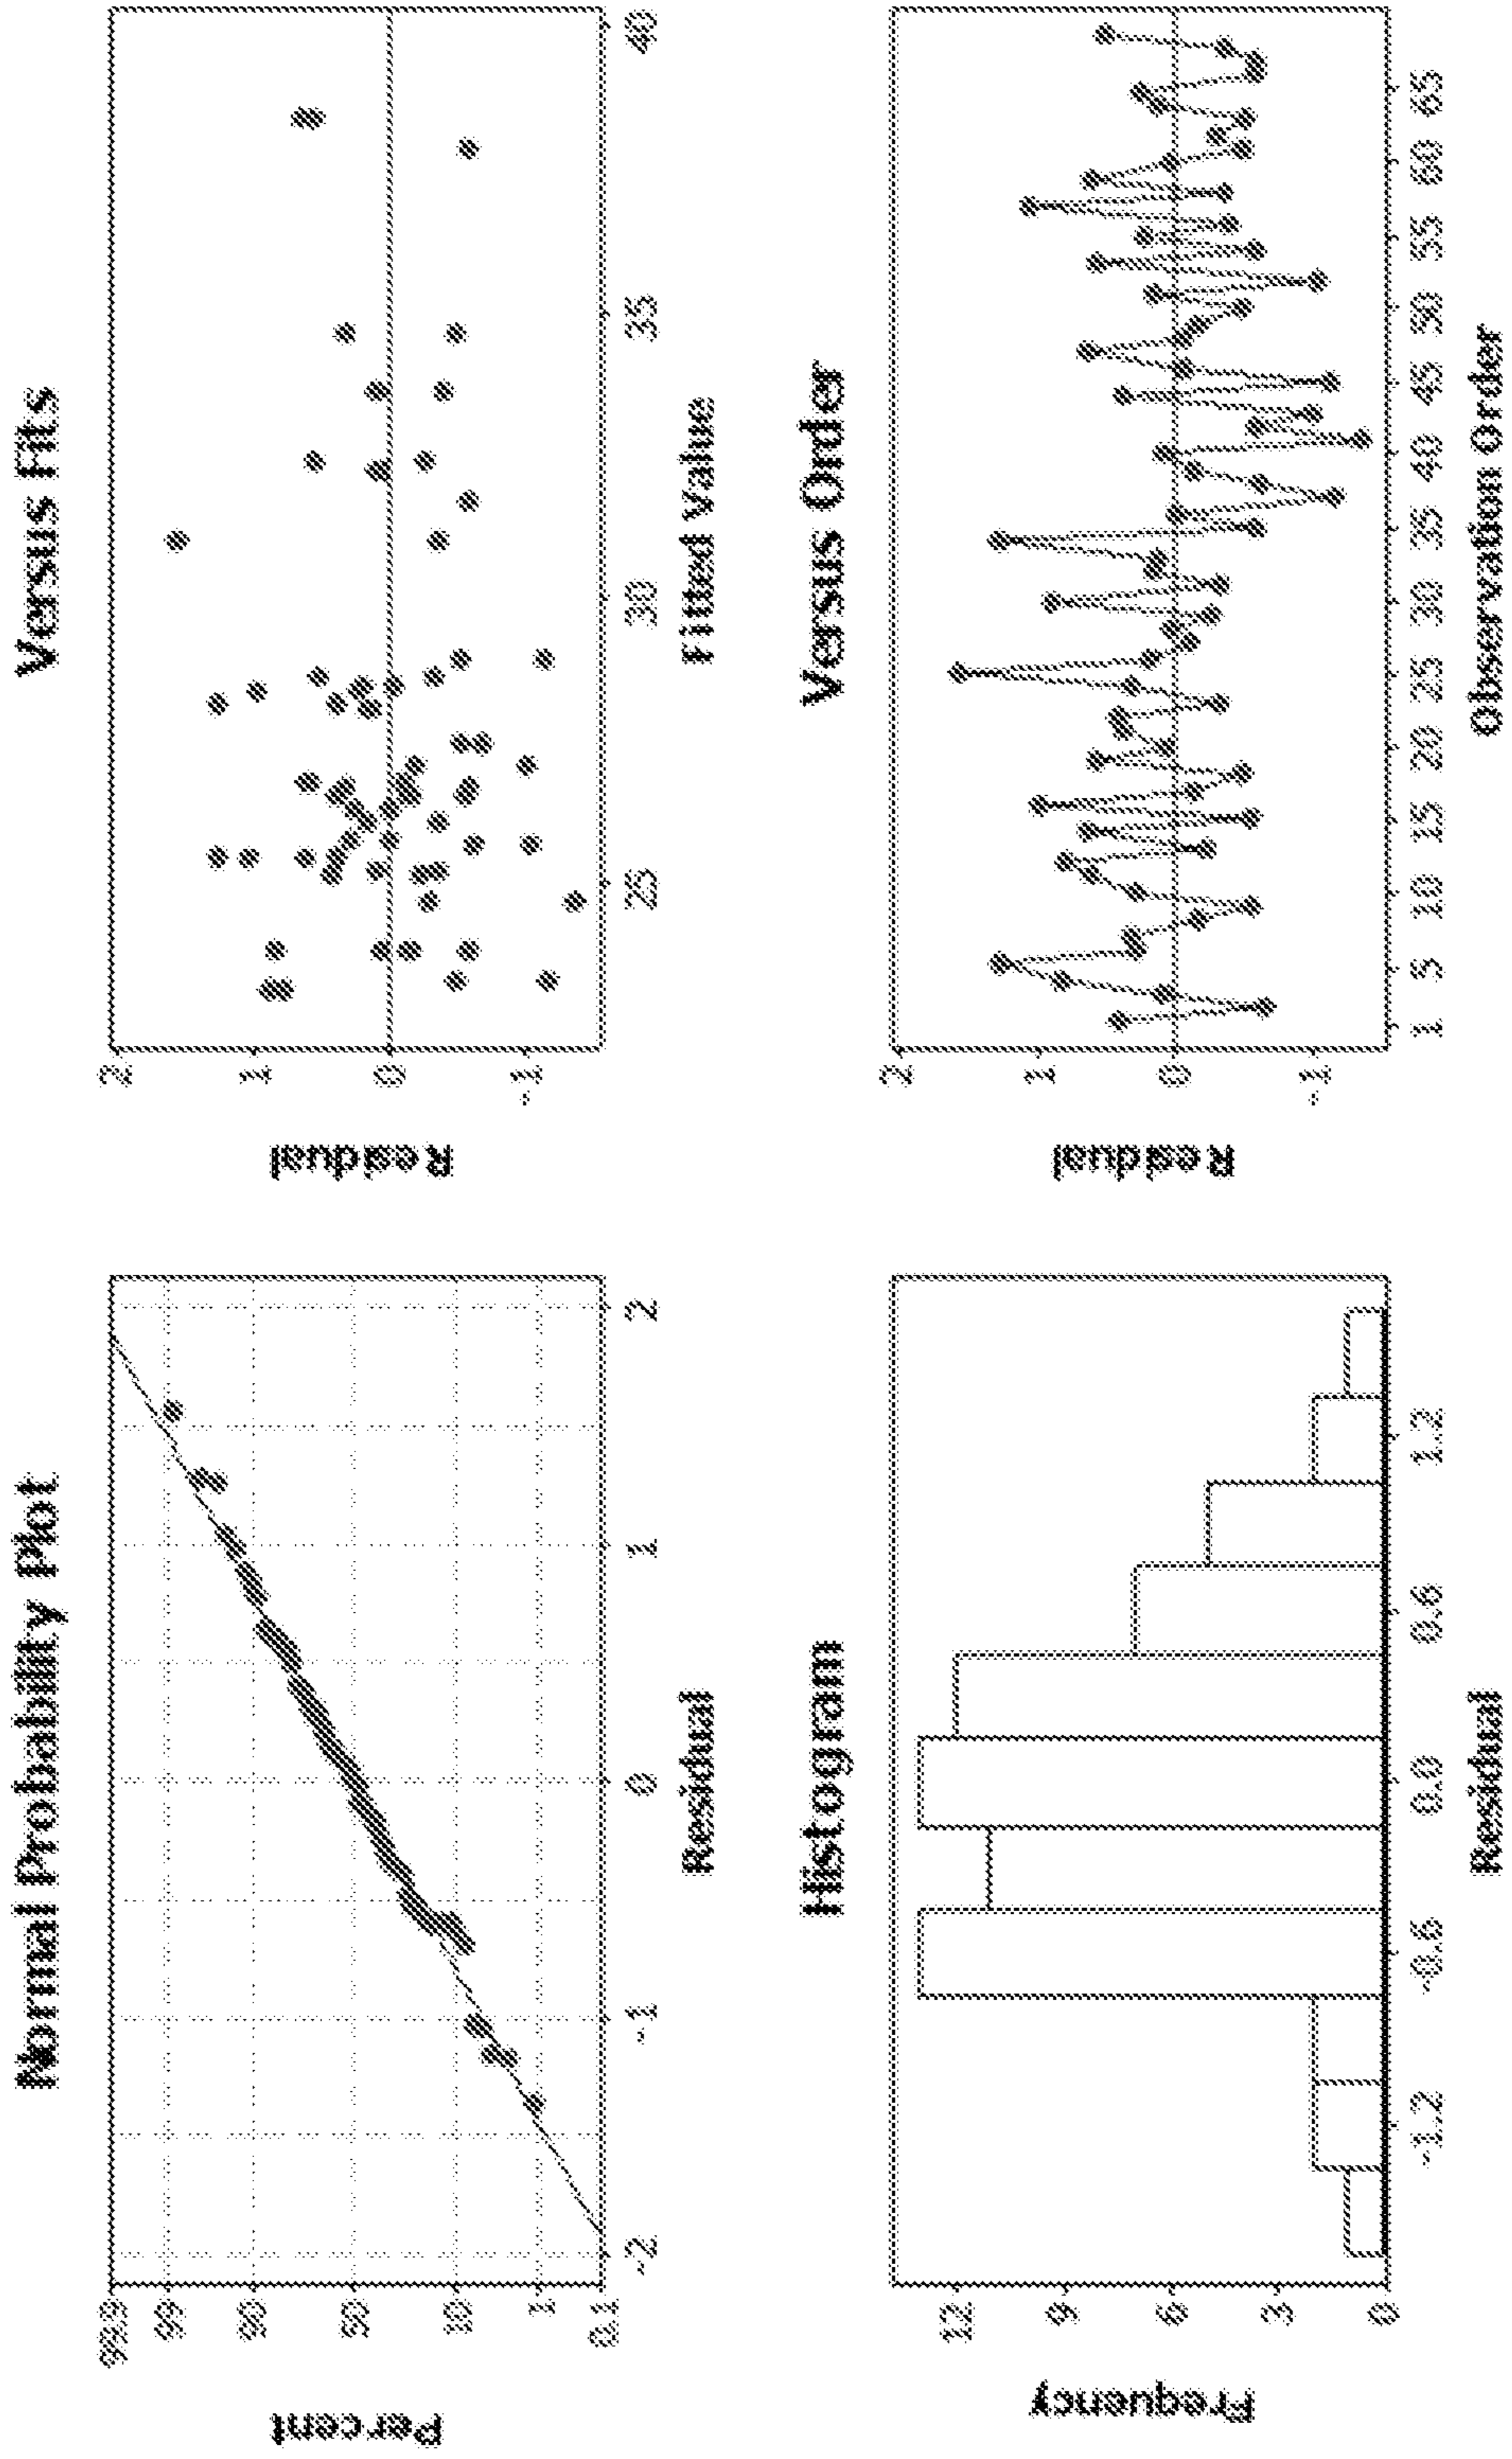 Normal Probability Plot
Percent
99.9
99
90
50
10
1
0.1
-2
-1
0
1
2
Residual
Versus Fits
Residual
2
1
0
-1
25
30
35
40
Fitted Value
Histogram
Frequency
12
9
6
3
0
-1.2
-0.6
0.0
0.6
1.2
Residual
Versus Order
Residual
2
1
0
-1
1 5 10 15 20 25 30 35 40 45 50 55 60 65
Observation Order